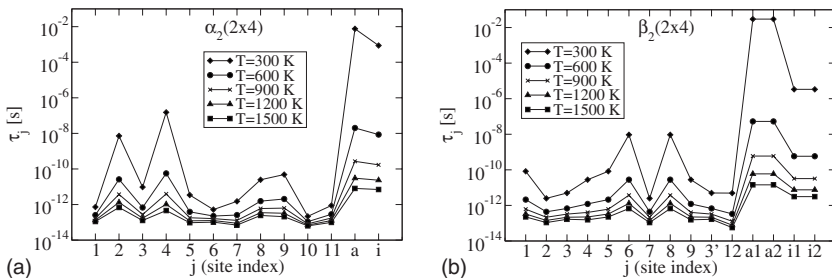 α₂(2x4)
T=300 K
T=600 K
T=900 K
T=1200 K
T=1500 K
10⁻²
10⁻⁴
10⁻⁶
10⁻⁸
10⁻¹⁰
10⁻¹²
10⁻¹⁴
τⱼ [s]
1 2 3 4 5 6 7 8 9 10 11 a i
j (site index)
(a)
β₂(2x4)
T=300 K
T=600 K
T=900 K
T=1200 K
T=1500 K
10⁻²
10⁻⁴
10⁻⁶
10⁻⁸
10⁻¹⁰
10⁻¹²
10⁻¹⁴
τⱼ [s]
1 2 3 4 5 6 7 8 9 3' 12 a1 a2 i1 i2
j (site index)
(b)